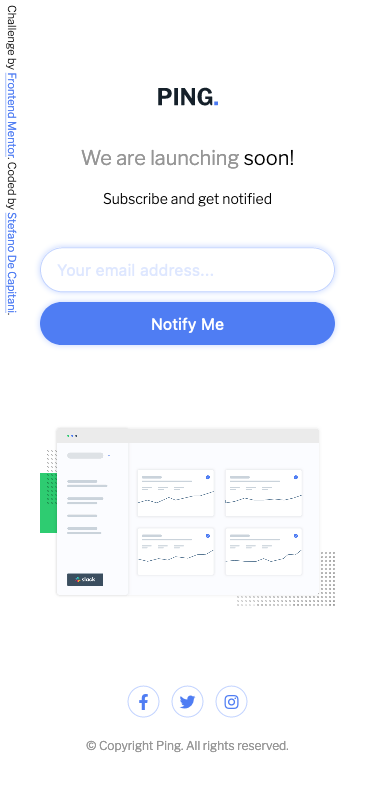 Challenge by Frontend Mentor. Coded by Stefano De Capitani.
PING.
We are launching soon!
Subscribe and get notified
Your email address...
Notify Me
slack
© Copyright Ping. All rights reserved.